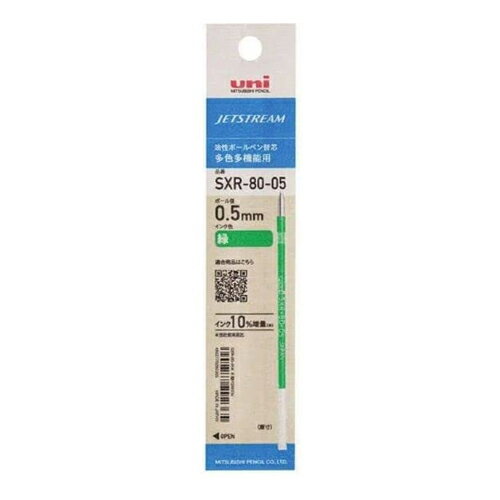 uni
MITSUBISHI PENCIL
JETSTREAM
油性ボールペン替芯
多色多機能用
品番
SXR-80-05
ボール径
0.5mm
インク色
緑
適合商品はこちら
インク10%増量
OPEN
(原寸)
MITSUBISHI PENCIL CO., LTD.